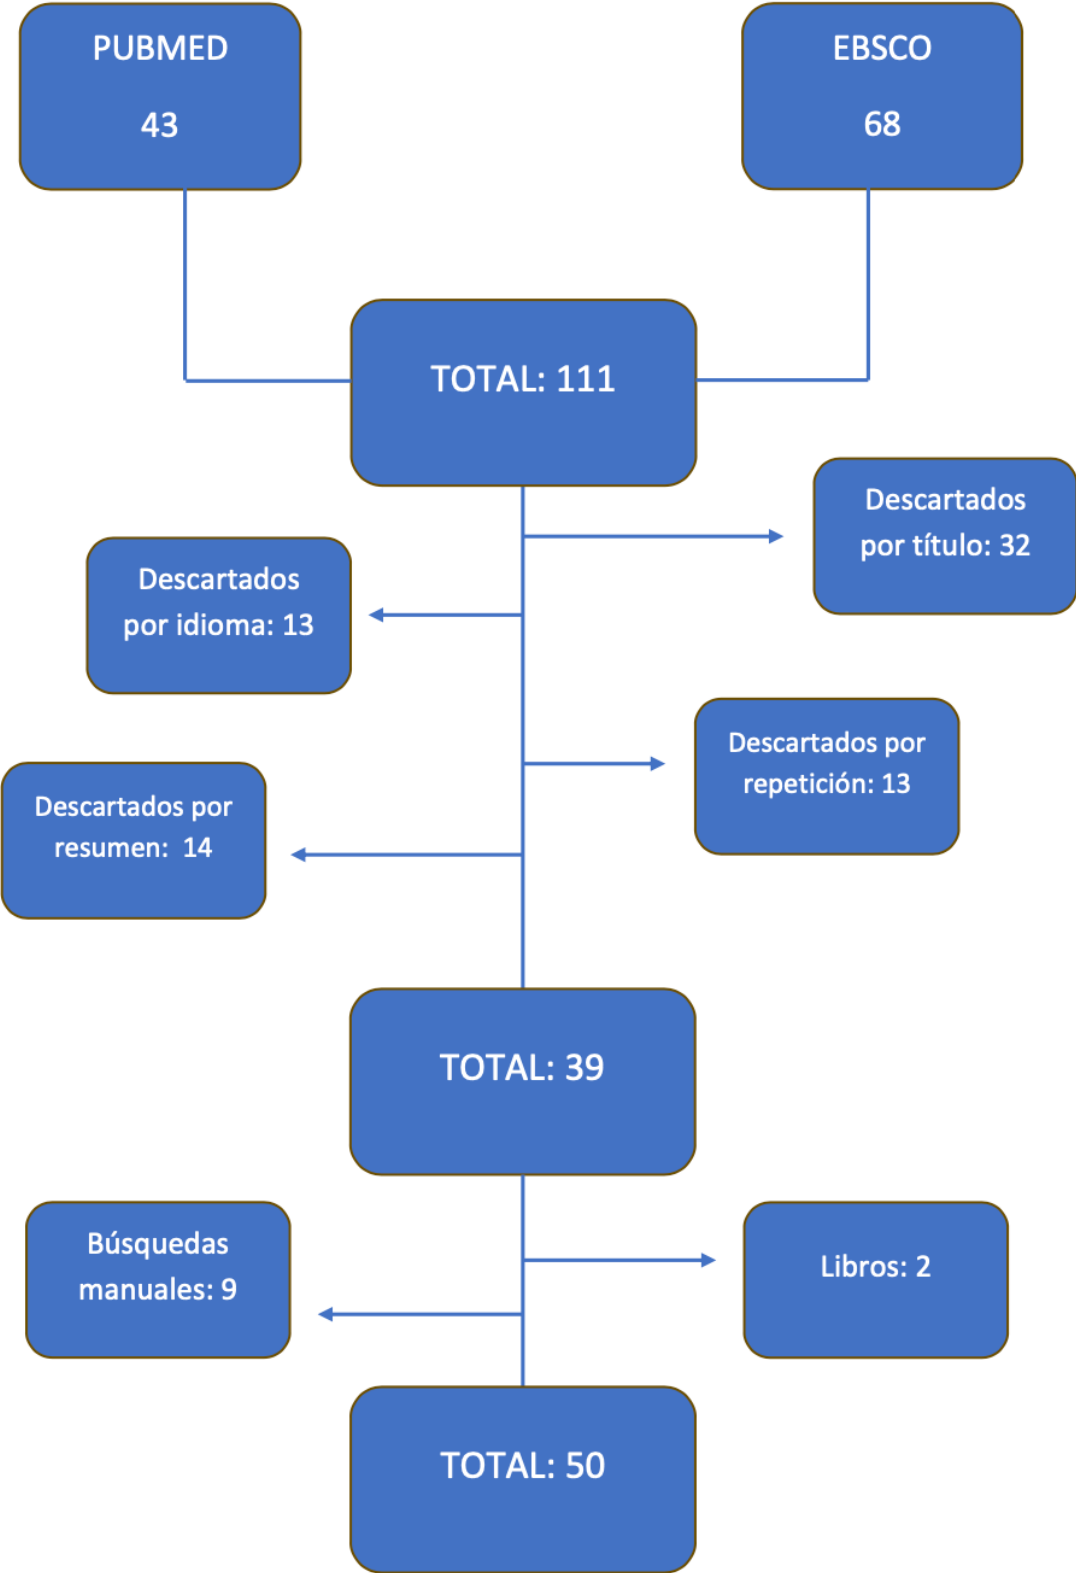 PUBMED
43
EBSCO
68
TOTAL: 111
Descartados
por título: 32
Descartados
por idioma: 13
Descartados por
repetición: 13
Descartados por
resumen:  14
TOTAL: 39
Búsquedas
manuales: 9
Libros: 2
TOTAL: 50